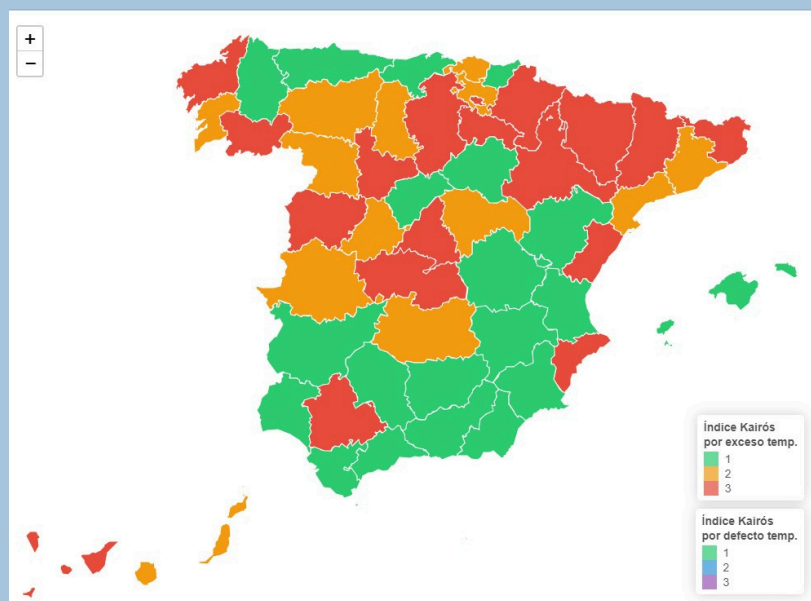 +
−
Índice Kairós
por exceso temp.
1
2
3
Índice Kairós
por defecto temp.
1
2
3